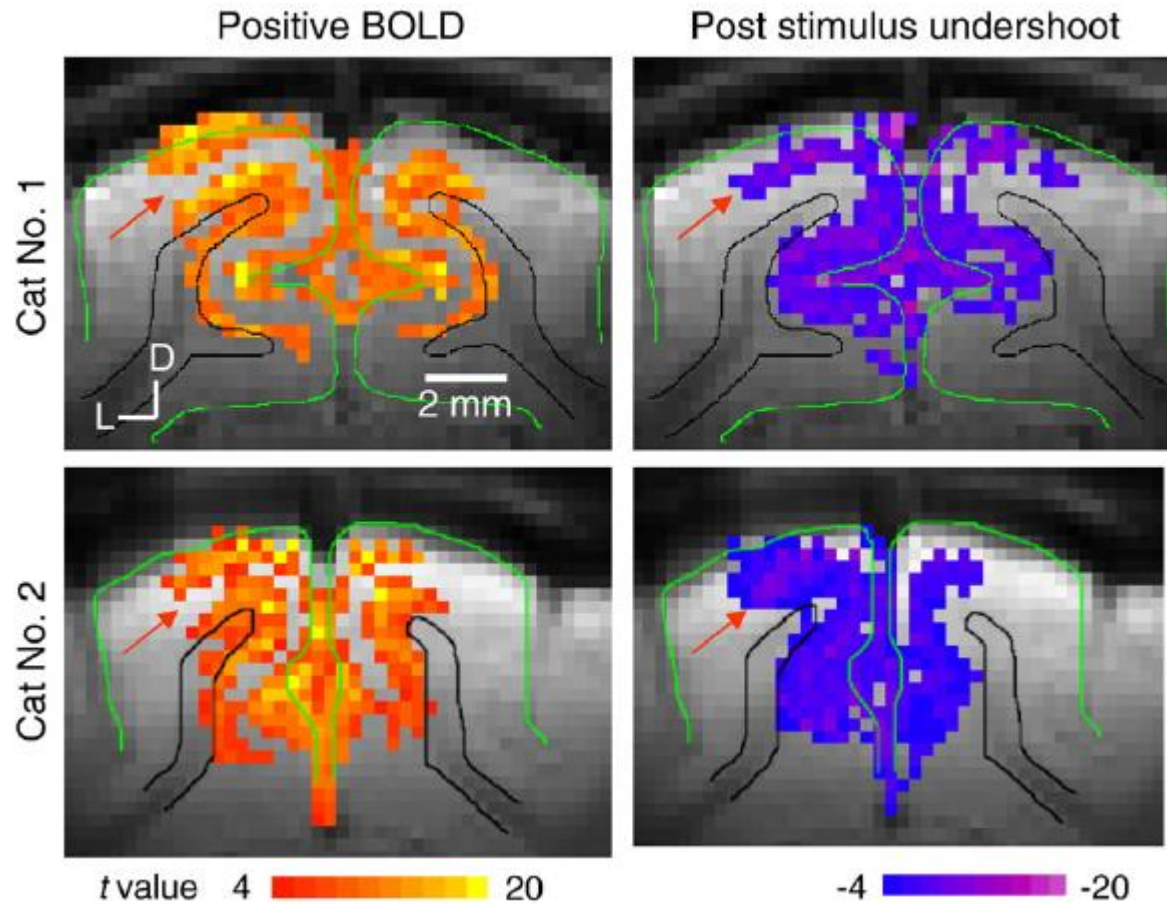 Positive BOLD
Post stimulus undershoot
Cat No. 1
D
L
2 mm
Cat No. 2
t value 4 20
-4 -20